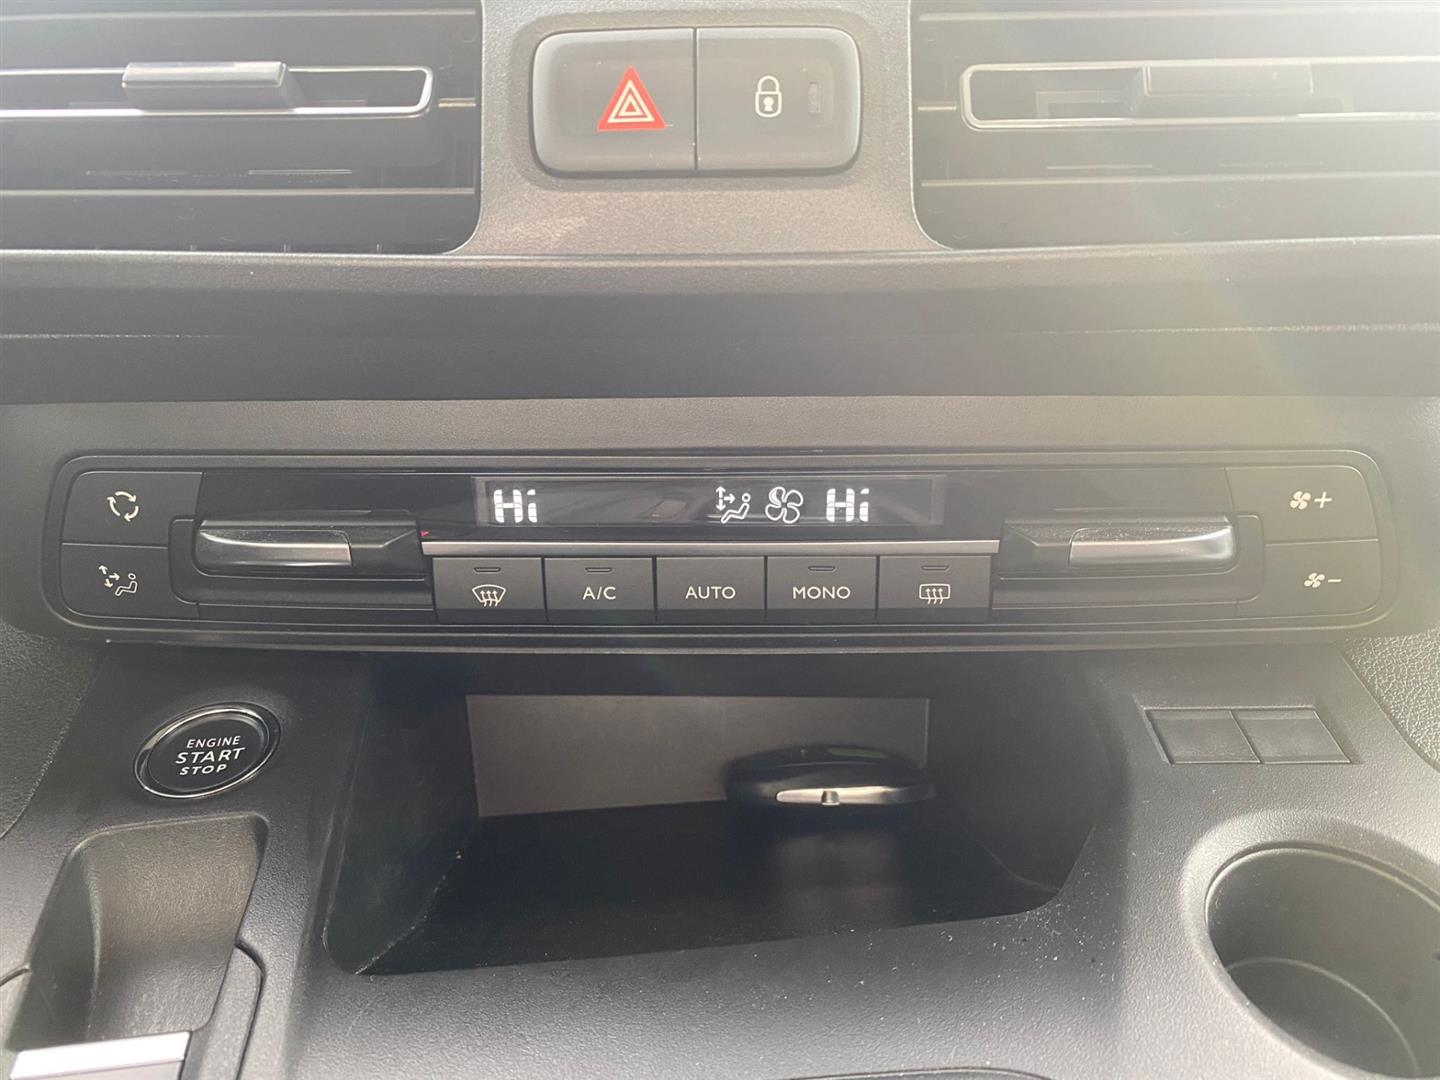 Hi Hi
+
A/C AUTO MONO
-
ENGINE
START
STOP